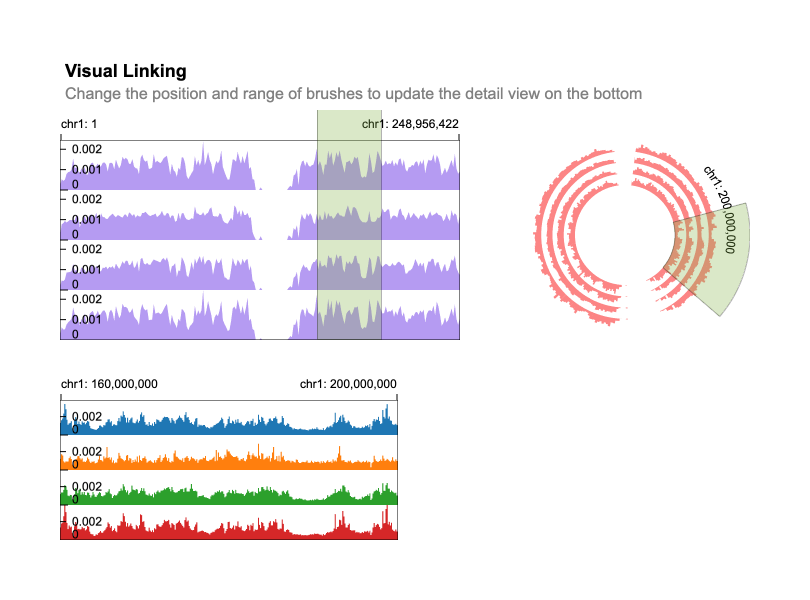 Visual Linking
Change the position and range of brushes to update the detail view on the bottom
chr1: 1
chr1: 248,956,422
0.002
0.001
0
0.002
0.001
0
0.002
0.001
0
0.002
0.001
0
chr1: 200,000,000
chr1: 160,000,000
chr1: 200,000,000
0.002
0
0.002
0
0.002
0
0.002
0